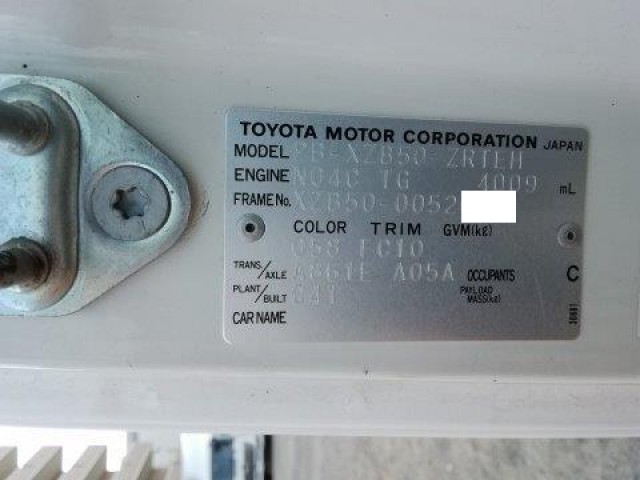 TOYOTA MOTOR CORPORATION JAPAN
MODEL PB-XZB50-ZRTEH
ENGINE N04C TG 4009 mL
FRAME No. XZB50-0052
COLOR TRIM GVM(kg)
058 FC10
TRANS/AXLE A861E A05A OCCUPANTS C
PLANT/BUILT G41 PAYLOAD MASS(kg)
CAR NAME